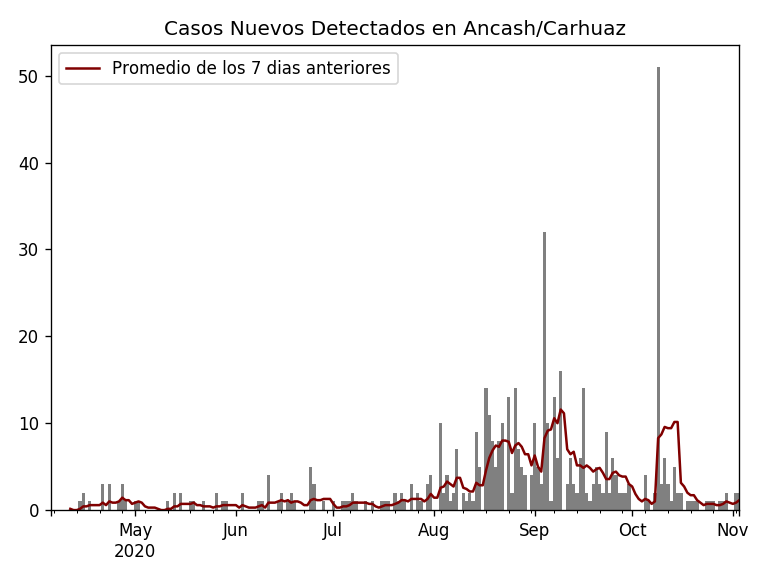 Casos Nuevos Detectados en Ancash/Carhuaz
Promedio de los 7 dias anteriores
50
40
30
20
10
0
May Jun Jul Aug Sep Oct Nov
2020